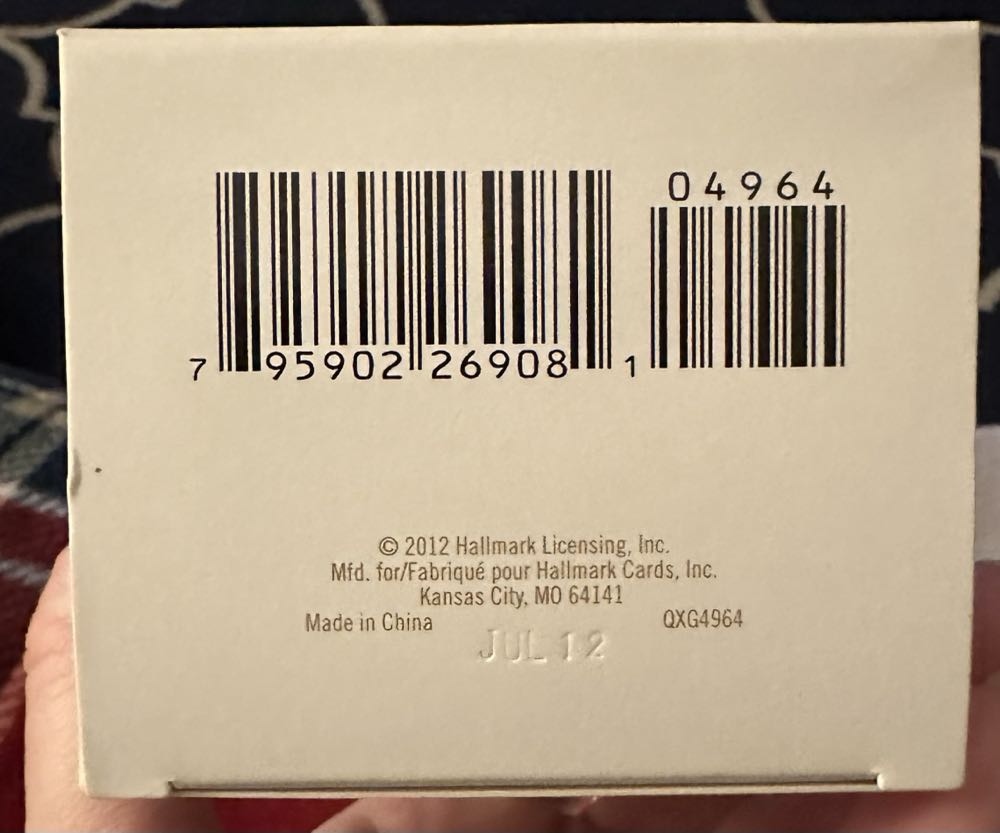 04964
7 95902 26908 1
© 2012 Hallmark Licensing, Inc.
Mfd. for/Fabriqué pour Hallmark Cards, Inc.
Kansas City, MO 64141
Made in China QXG4964
JUL 12